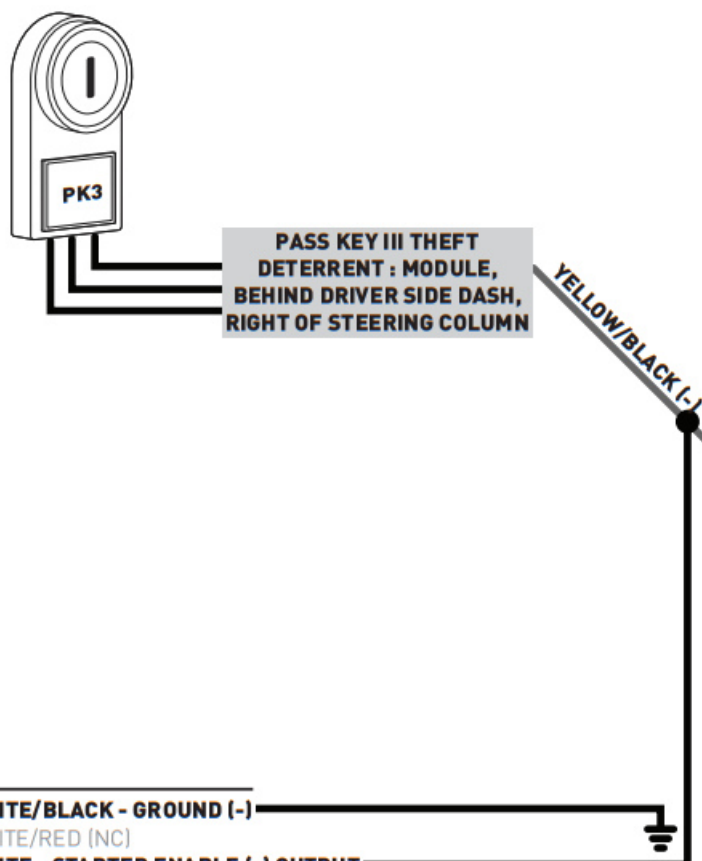 PK3
PASS KEY III THEFT
DETERRENT : MODULE,
BEHIND DRIVER SIDE DASH,
RIGHT OF STEERING COLUMN
YELLOW/BLACK (-)
ITE/BLACK - GROUND (-)
ITE/RED (NC)